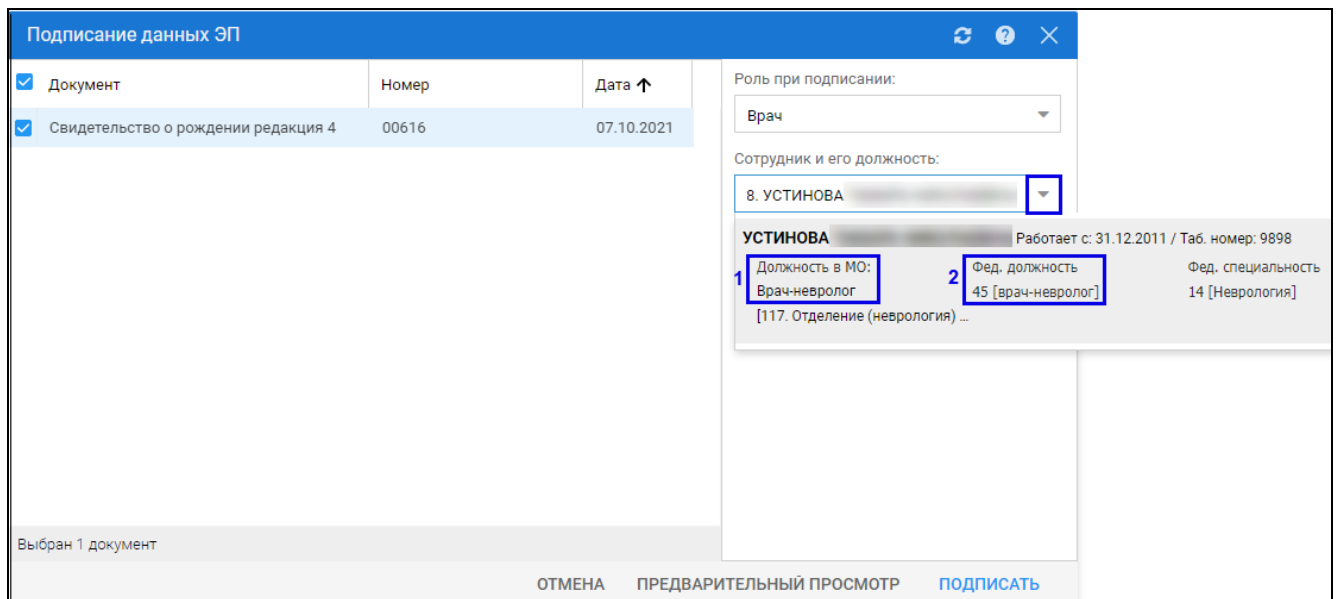 Подписание данных ЭП
Документ Номер Дата
Свидетельство о рождении редакция 4 00616 07.10.2021
Роль при подписании:
Врач
Сотрудник и его должность:
8. УСТИНОВА
УСТИНОВА Работает с: 31.12.2011 / Таб. номер: 9898
1 Должность в МО: 2 Фед. должность Фед. специальность
Врач-невролог 45 [врач-невролог] 14 [Неврология]
[117. Отделение (неврология) ...
Выбран 1 документ
ОТМЕНА ПРЕДВАРИТЕЛЬНЫЙ ПРОСМОТР ПОДПИСАТЬ